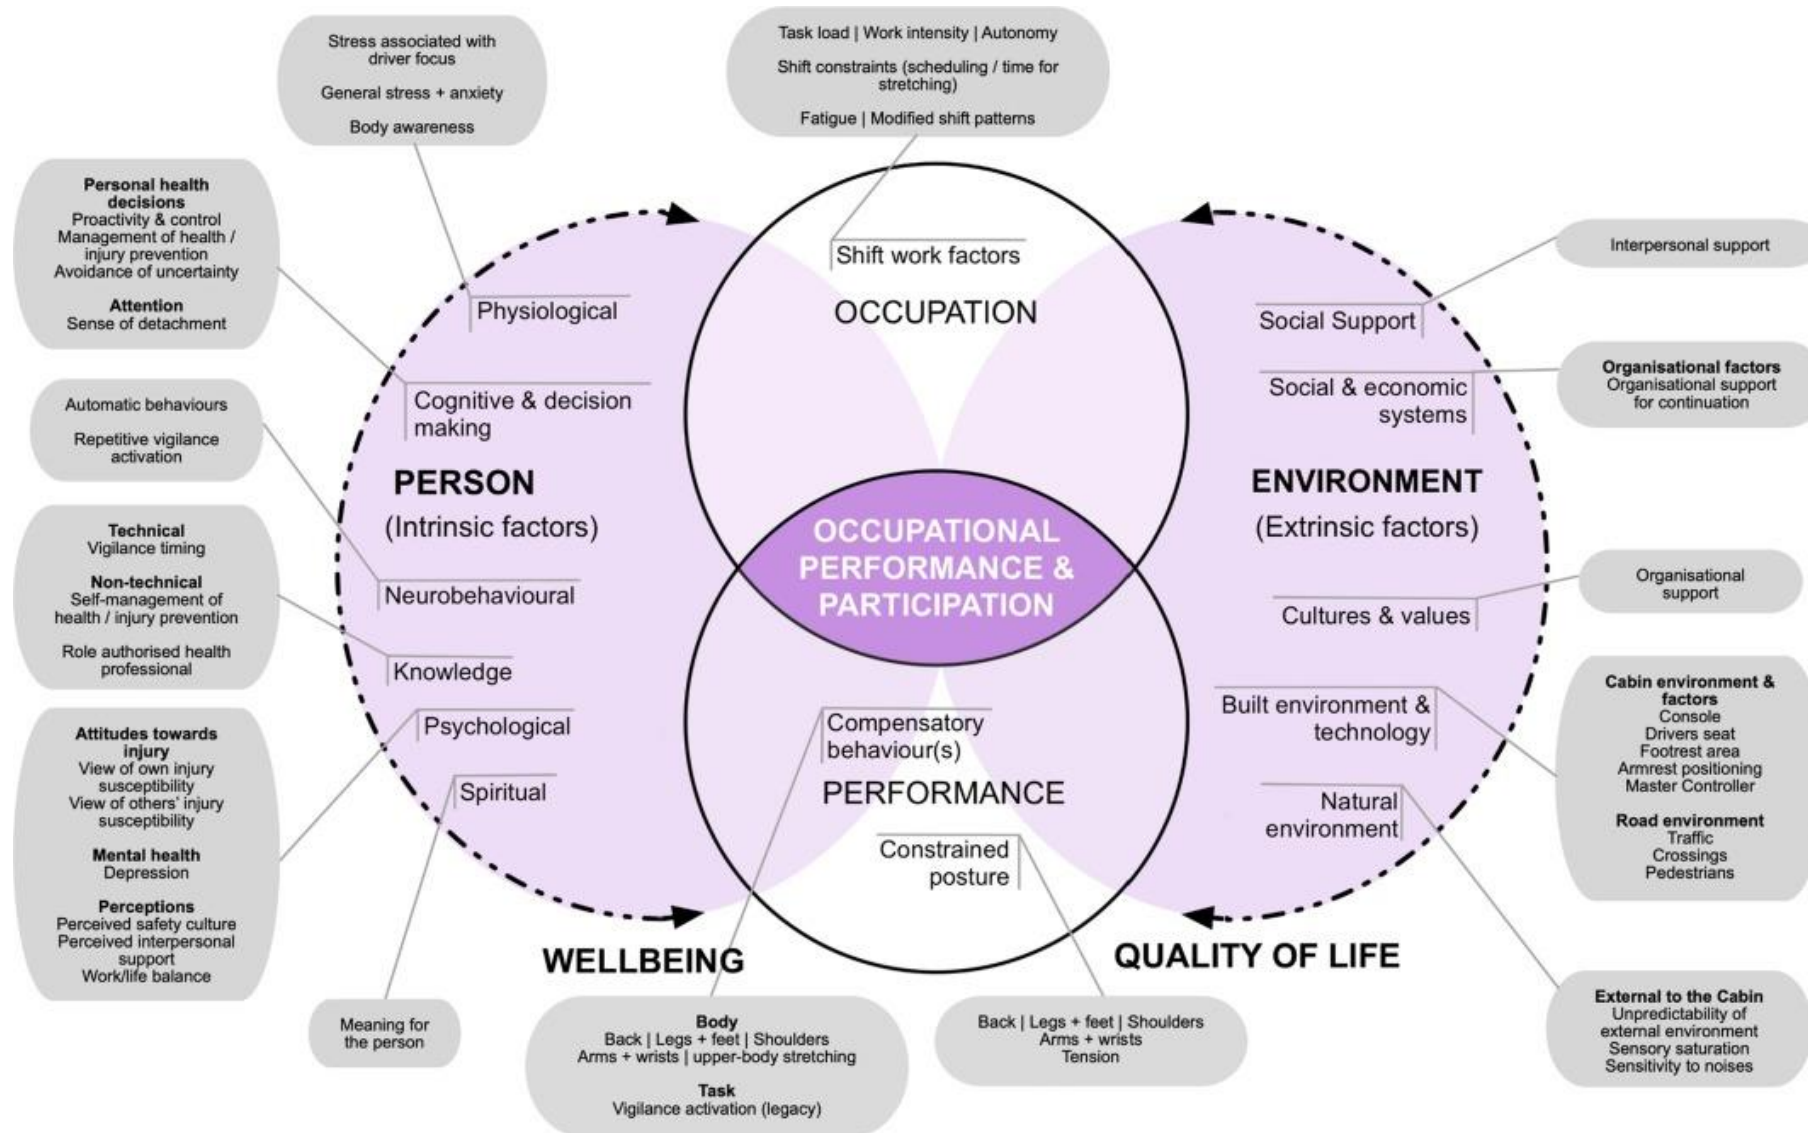 Stress associated with
driver focus
General stress + anxiety
Body awareness
Task load | Work intensity | Autonomy
Shift constraints (scheduling / time for
stretching)
Fatigue | Modified shift patterns
Personal health
decisions
Proactivity & control
Management of health /
injury prevention
Avoidance of uncertainty
Attention
Sense of detachment
Automatic behaviours
Repetitive vigilance
activation
Technical
Vigilance timing
Non-technical
Self-management of
health / injury prevention
Role authorised health
professional
Attitudes towards
injury
View of own injury
susceptibility
View of others' injury
susceptibility
Mental health
Depression
Perceptions
Perceived safety culture
Perceived interpersonal
support
Work/life balance
Meaning for
the person
Physiological
Cognitive & decision
making
PERSON
(Intrinsic factors)
Neurobehavioural
Knowledge
Psychological
Spiritual
WELLBEING
Shift work factors
OCCUPATION
OCCUPATIONAL
PERFORMANCE &
PARTICIPATION
Compensatory
behaviour(s)
PERFORMANCE
Constrained
posture
Body
Back | Legs + feet | Shoulders
Arms + wrists | upper-body stretching
Task
Vigilance activation (legacy)
Back | Legs + feet | Shoulders
Arms + wrists
Tension
Social Support
Social & economic
systems
ENVIRONMENT
(Extrinsic factors)
Cultures & values
Built environment &
technology
Natural
environment
QUALITY OF LIFE
Interpersonal support
Organisational factors
Organisational support
for continuation
Organisational
support
Cabin environment &
factors
Console
Drivers seat
Footrest area
Armrest positioning
Master Controller
Road environment
Traffic
Crossings
Pedestrians
External to the Cabin
Unpredictability of
external environment
Sensory saturation
Sensitivity to noises